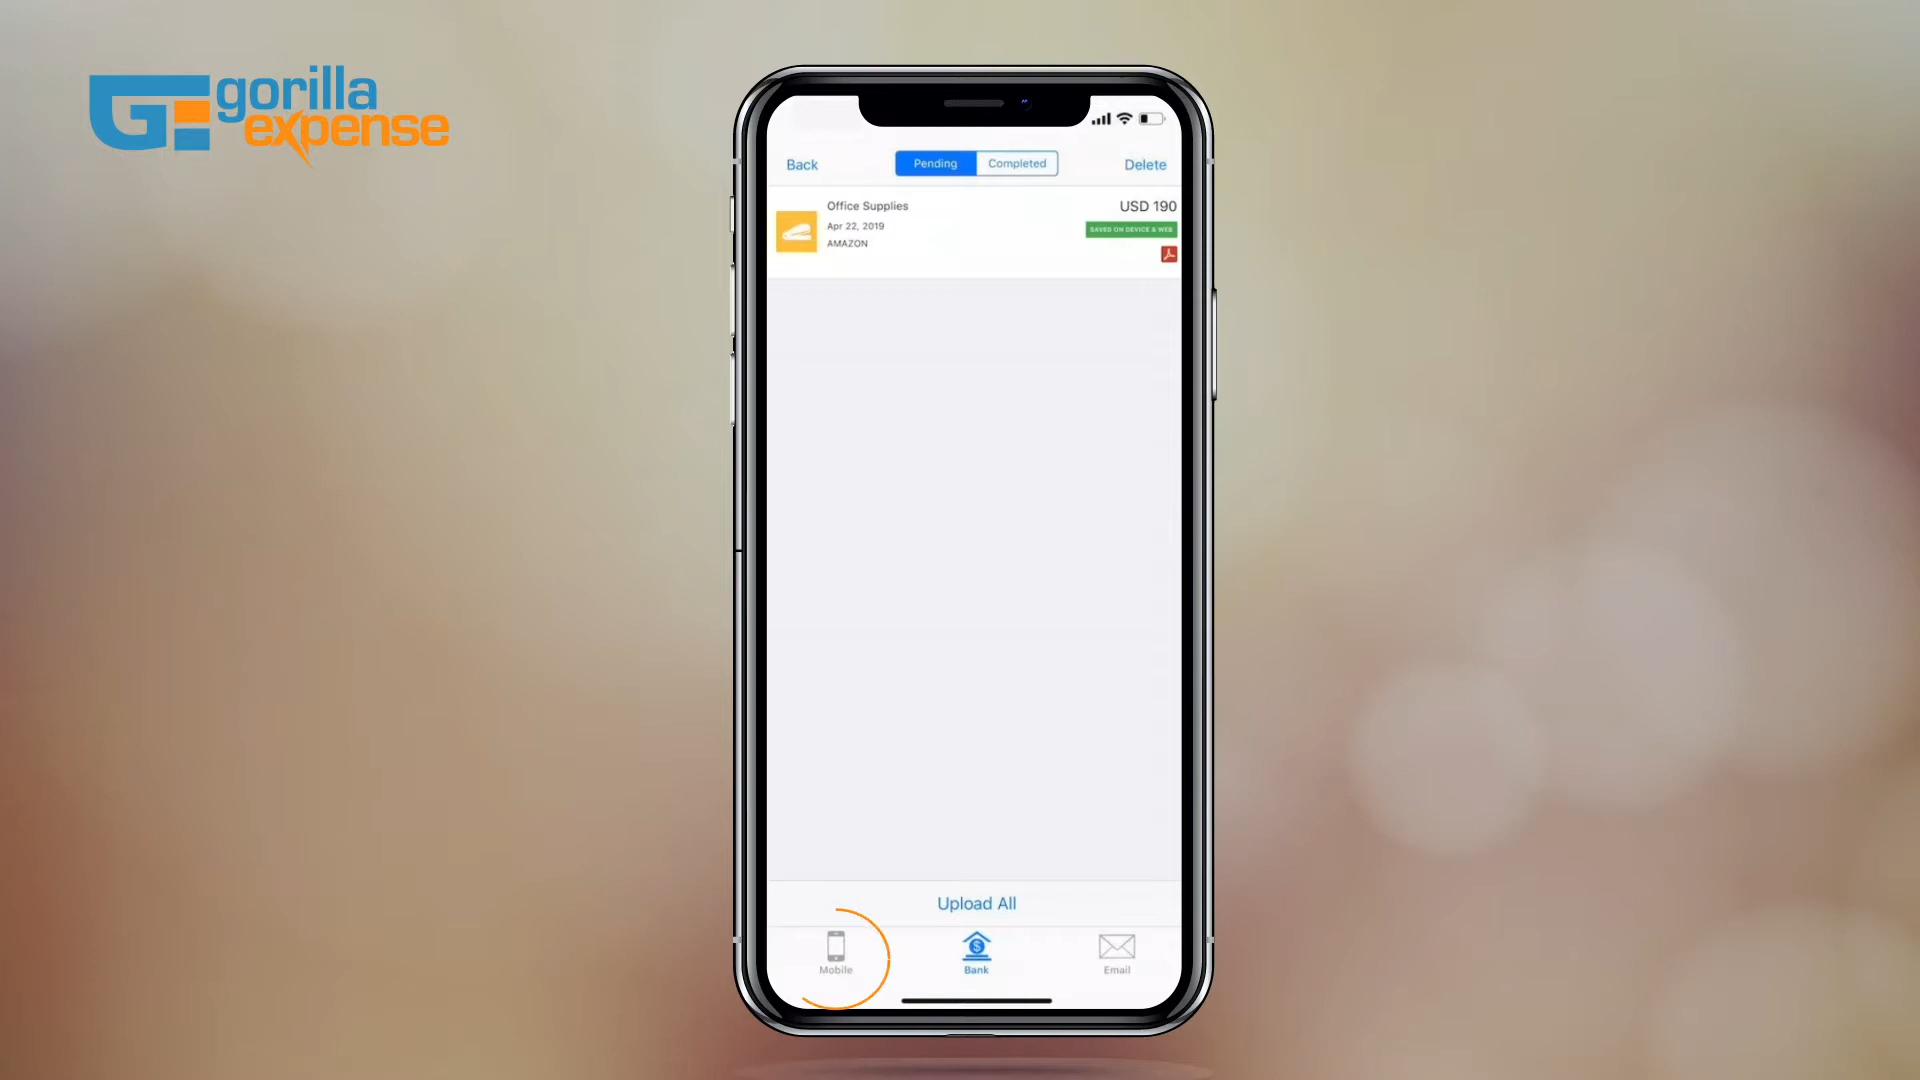 gorilla
expense
Back
Pending
Completed
Delete
Office Supplies
USD 190
Apr 22, 2019
SAVED ON DEVICE & WEB
AMAZON
Upload All
Mobile
Bank
Email